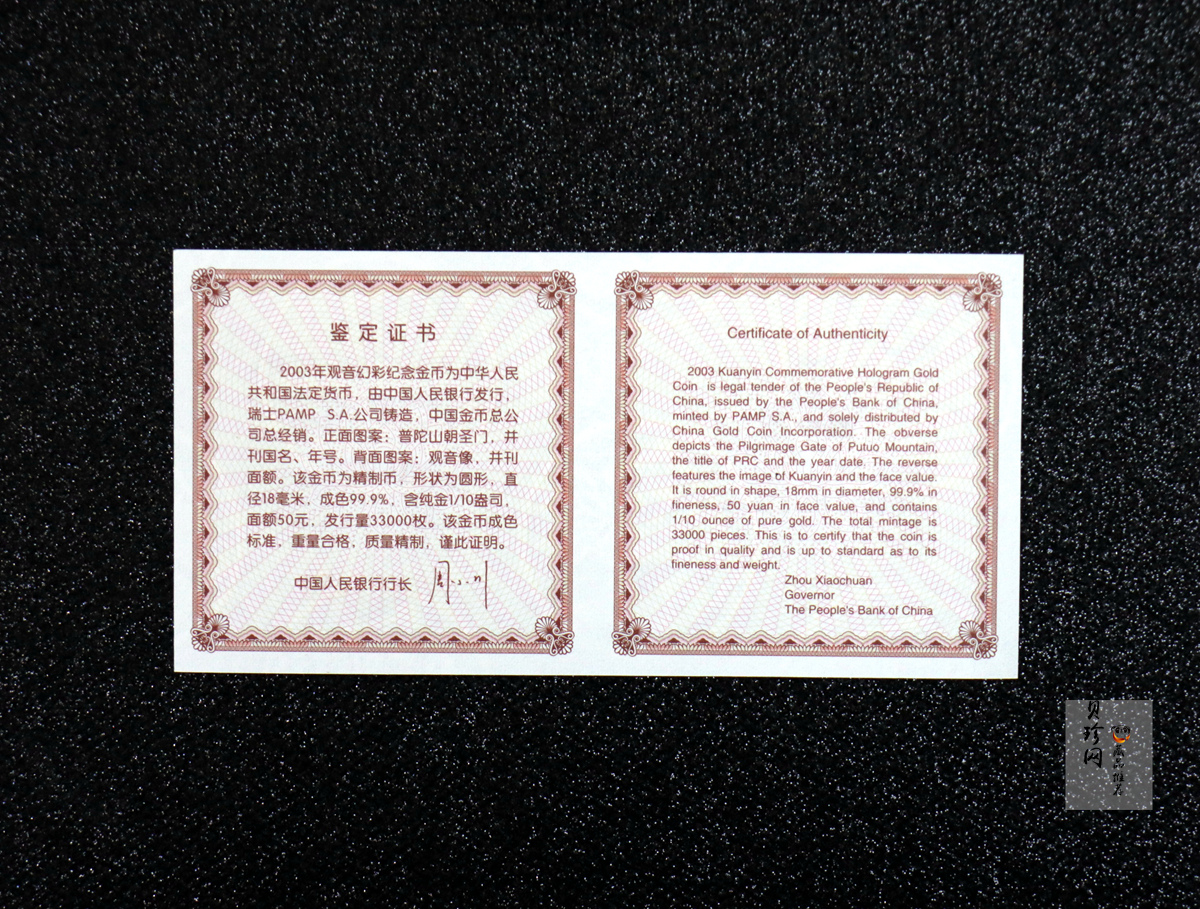 鉴定证书
2003年观音幻彩纪念金币为中华人民
共和国法定货币，由中国人民银行发行，
瑞士PAMP S.A.公司铸造，中国金币总公
司总经销。正面图案：普陀山朝圣门，并
刊国名、年号。背面图案：观音像，并刊
面额。该金币为精制币，形状为圆形，直
径18毫米，成色99.9%，含纯金1/10盎司，
面额50元，发行量33000枚。该金币成色
标准，重量合格，质量精制，谨此证明。
中国人民银行行长 周小川
Certificate of Authenticity
2003 Kuanyin Commemorative Hologram Gold
Coin is legal tender of the People's Republic of
China, issued by the People's Bank of China,
minted by PAMP S.A., and solely distributed by
China Gold Coin Incorporation. The obverse
depicts the Pilgrimage Gate of Putuo Mountain,
the title of PRC and the year date. The reverse
features the image of Kuanyin and the face value.
It is round in shape, 18mm in diameter, 99.9% in
fineness, 50 yuan in face value, and contains
1/10 ounce of pure gold. The total mintage is
33000 pieces. This is to certify that the coin is
proof in quality and is up to standard as to its
fineness and weight.
Zhou Xiaochuan
Governor
The People's Bank of China
珍网